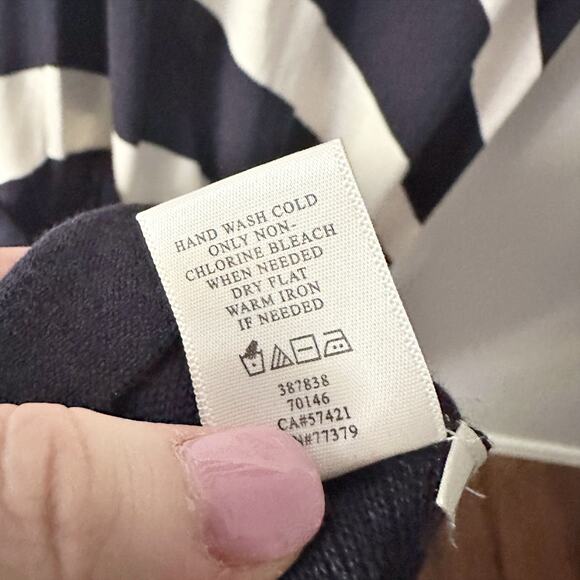 HAND WASH COLD
ONLY NON-
CHLORINE BLEACH
WHEN NEEDED
DRY FLAT
WARM IRON
IF NEEDED
387838
70146
CA#57421
N#77379